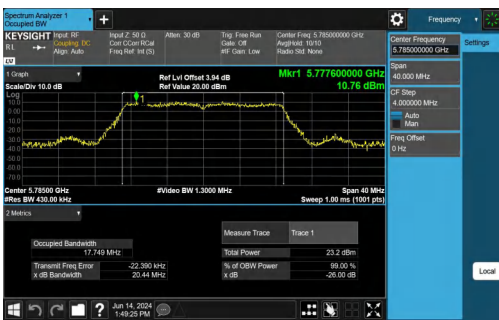 Spectrum Analyzer 1
Occupied BW
+
Frequency
KEYSIGHT Input: RF
RL
Coupling: DC
Align: Auto
Input Z: 50 Ω
Corr CCorr RCal
Freq Ref: Int (S)
Atten: 30 dB
Trig: Free Run
Gate: Off
#IF Gain: Low
Center Freq: 5.785000000 GHz
Avg|Hold: 10/10
Radio Std: None
Center Frequency
5.785000000 GHz
Settings
Span
40.000 MHz
CF Step
4.000000 MHz
Auto
Man
Freq Offset
0 Hz
Local
LW
1 Graph
Scale/Div 10.0 dB
Ref Lvl Offset 3.94 dB
Ref Value 20.00 dBm
Mkr1 5.777600000 GHz
10.76 dBm
Log
10.0
0.00
-10.0
-20.0
-30.0
-40.0
-50.0
-60.0
-70.0
1
Center 5.78500 GHz
#Res BW 430.00 kHz
#Video BW 1.3000 MHz
Span 40 MHz
Sweep 1.00 ms (1001 pts)
2 Metrics
Measure Trace
Trace 1
Occupied Bandwidth
17.749 MHz
Total Power
23.2 dBm
Transmit Freq Error
-22.390 kHz
% of OBW Power
99.00 %
x dB Bandwidth
20.44 MHz
x dB
-26.00 dB
?
Jun 14, 2024
1:49:25 PM